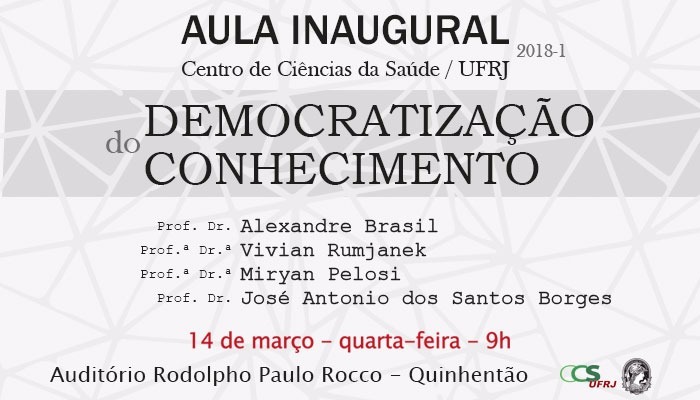 AULA INAUGURAL 2018-1
Centro de Ciências da Saúde / UFRJ
DEMOCRATIZAÇÃO
do CONHECIMENTO
Prof. Dr. Alexandre Brasil
Prof.ª Dr.ª Vivian Rumjanek
Prof.ª Dr.ª Miryan Pelosi
Prof. Dr. José Antonio dos Santos Borges
14 de março – quarta-feira – 9h
Auditório Rodolpho Paulo Rocco – Quinhentão
CCS UFRJ